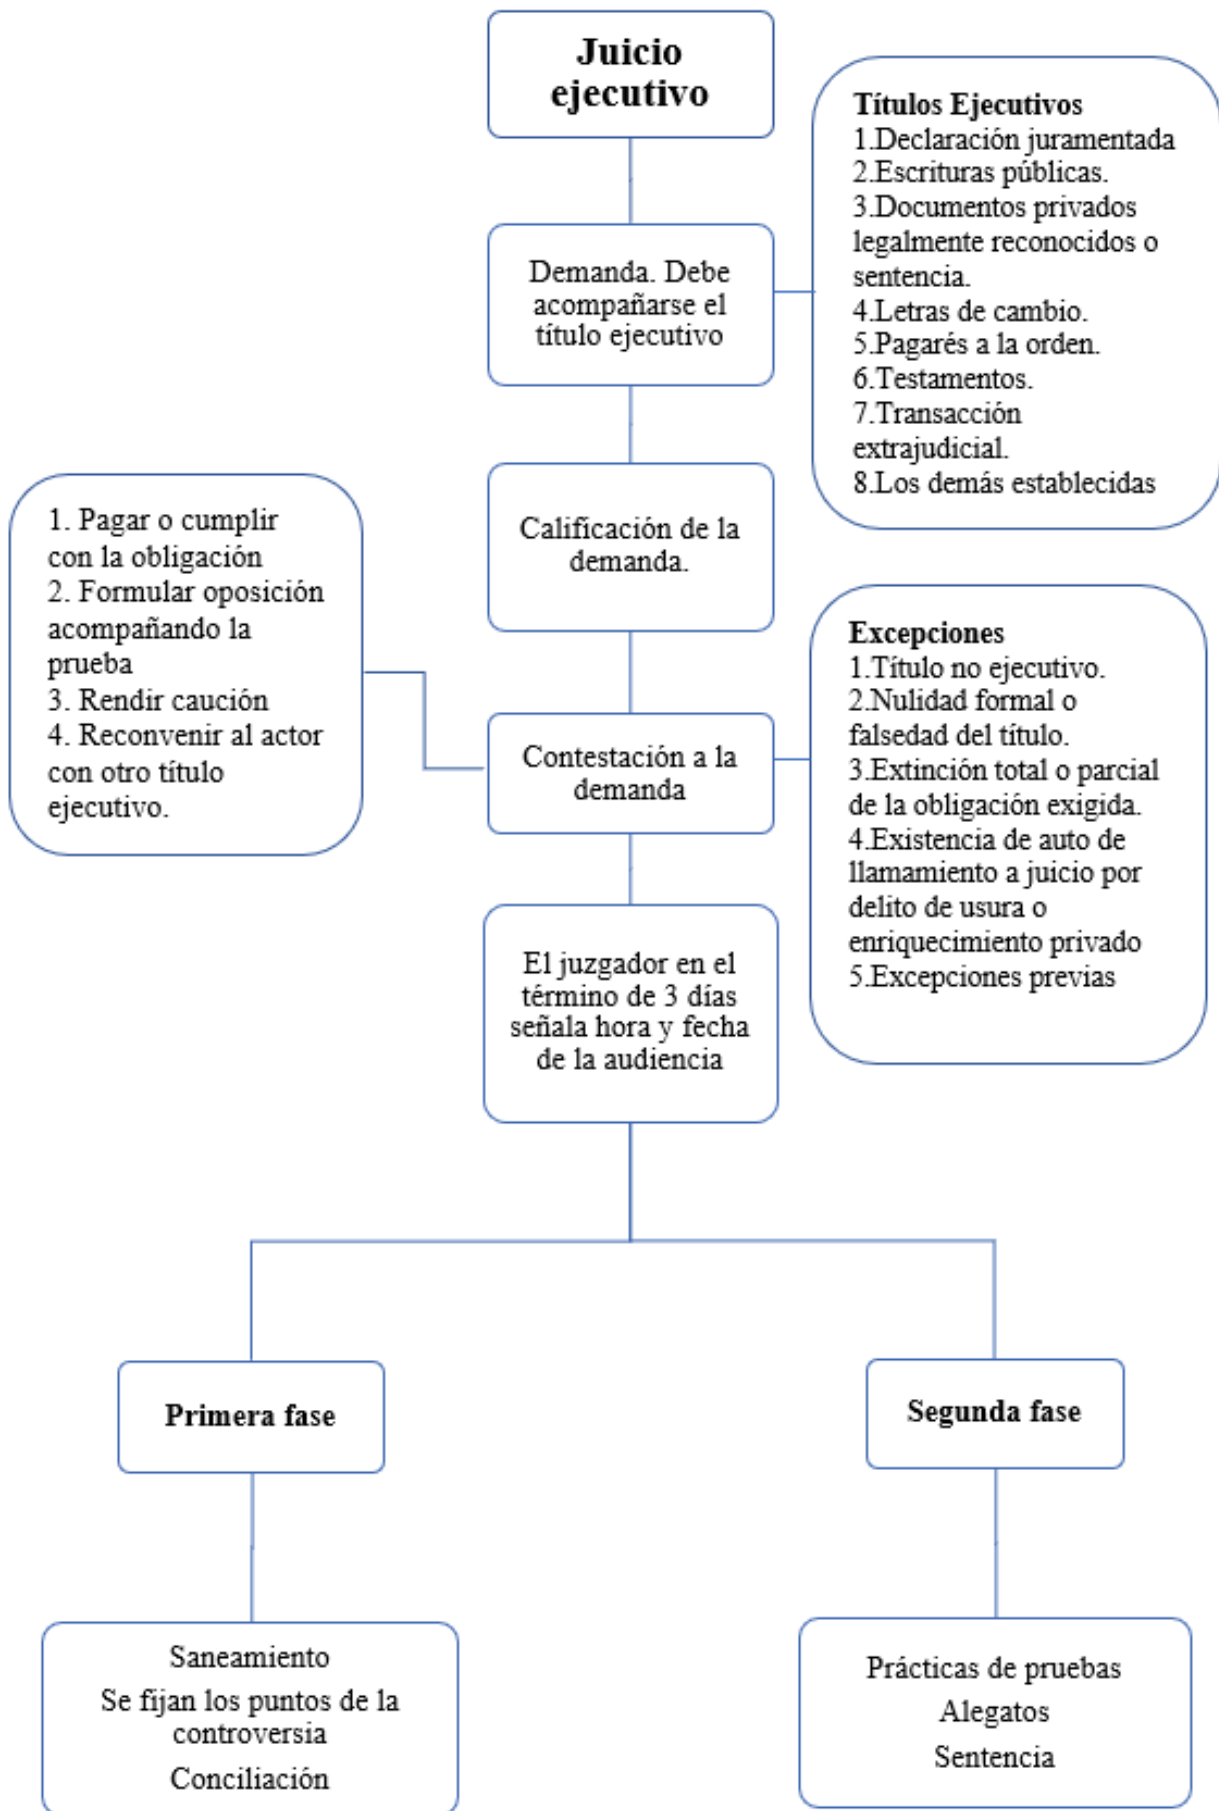 Juicio
ejecutivo
Títulos Ejecutivos
1.Declaración juramentada
2.Escrituras públicas.
3.Documentos privados
legalmente reconocidos o
sentencia.
4.Letras de cambio.
5.Pagarés a la orden.
6.Testamentos.
7.Transacción
extrajudicial.
8.Los demás establecidas
Demanda. Debe
acompañarse el
título ejecutivo
Calificación de la
demanda.
1. Pagar o cumplir
con la obligación
2. Formular oposición
acompañando la
prueba
3. Rendir caución
4. Reconvenir al actor
con otro título
ejecutivo.
Contestación a la
demanda
Excepciones
1.Título no ejecutivo.
2.Nulidad formal o
falsedad del título.
3.Extinción total o parcial
de la obligación exigida.
4.Existencia de auto de
llamamiento a juicio por
delito de usura o
enriquecimiento privado
5.Excepciones previas
El juzgador en el
término de 3 días
señala hora y fecha
de la audiencia
Primera fase
Segunda fase
Saneamiento
Se fijan los puntos de la
controversia
Conciliación
Prácticas de pruebas
Alegatos
Sentencia